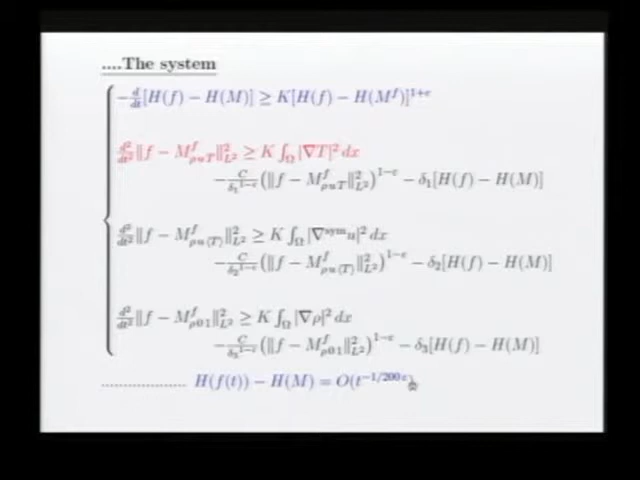 ....The system
−d/dt[H(f) − H(M)] ≥ K[H(f) − H(M^f)]^{1+ε}
d²/dt²‖f − M^f_{ρuT}‖²_{L²} ≥ K ∫_Ω |∇T|² dx
−C/δ₁^{1−ε}(‖f − M^f_{ρuT}‖²_{L²})^{1−ε} − δ₁[H(f) − H(M)]
d²/dt²‖f − M^f_{ρu⟨T⟩}‖²_{L²} ≥ K ∫_Ω |∇^{sym}u|² dx
−C/δ₂^{1−ε}(‖f − M^f_{ρu⟨T⟩}‖²_{L²})^{1−ε} − δ₂[H(f) − H(M)]
d²/dt²‖f − M^f_{ρ01}‖²_{L²} ≥ K ∫_Ω |∇ρ|² dx
−C/δ₃^{1−ε}(‖f − M^f_{ρ01}‖²_{L²})^{1−ε} − δ₃[H(f) − H(M)]
.................... H(f(t)) − H(M) = O(t^{−1/200ε})